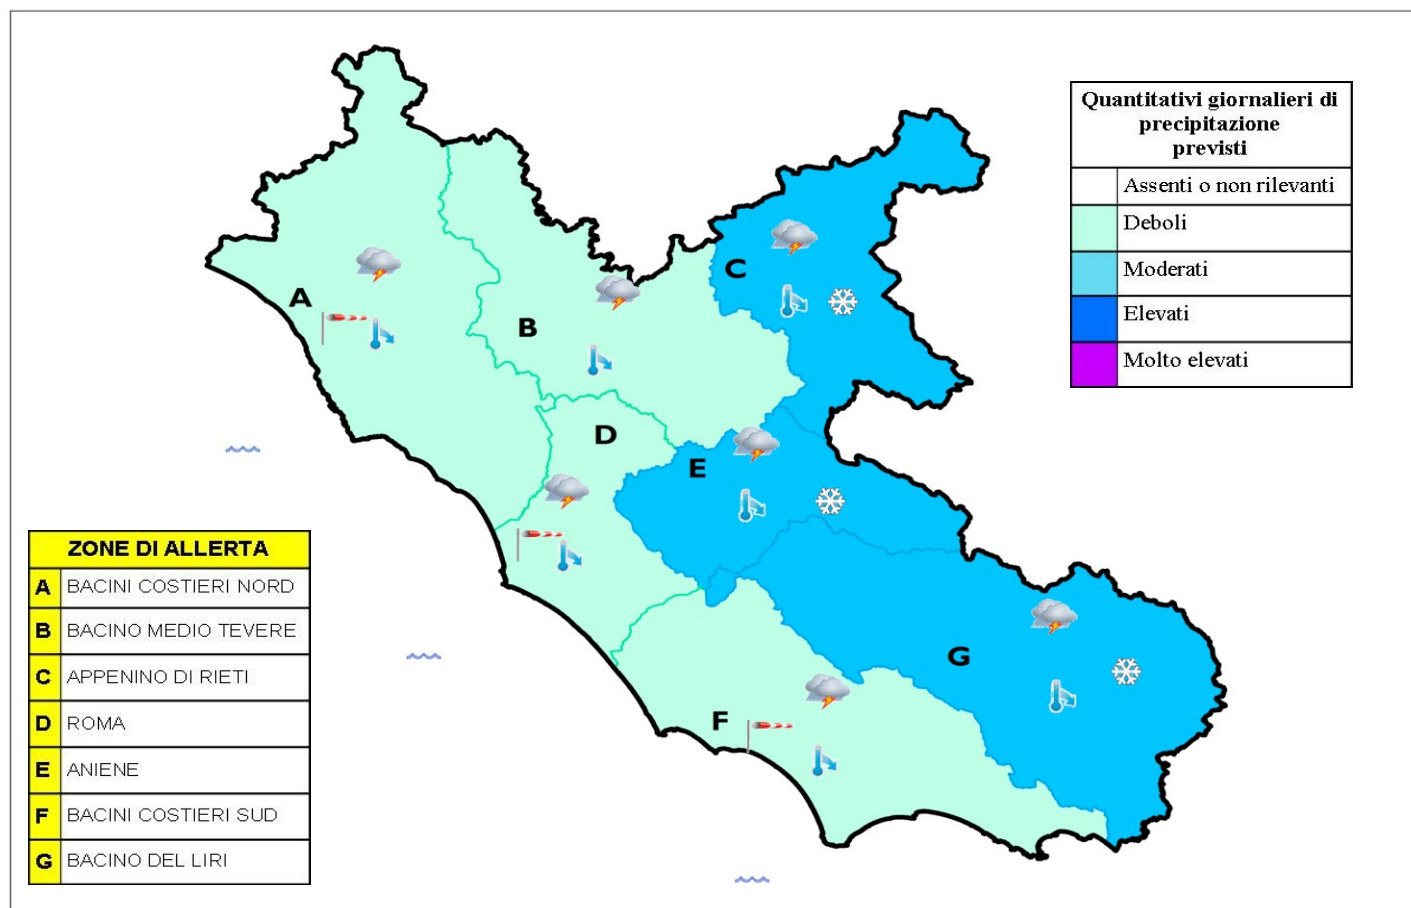 Quantitativi giornalieri di
precipitazione
previsti
Assenti o non rilevanti
Deboli
Moderati
Elevati
Molto elevati
A
B
C
D
E
F
G
ZONE DI ALLERTA
A BACINI COSTIERI NORD
B BACINO MEDIO TEVERE
C APPENINO DI RIETI
D ROMA
E ANIENE
F BACINI COSTIERI SUD
G BACINO DEL LIRI